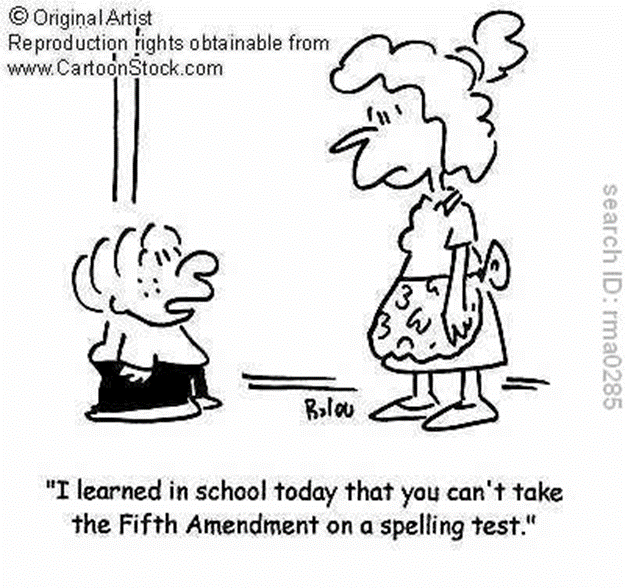 © Original Artist
Reproduction rights obtainable from
www.CartoonStock.com
search ID: rma0285
"I learned in school today that you can't take
the Fifth Amendment on a spelling test."